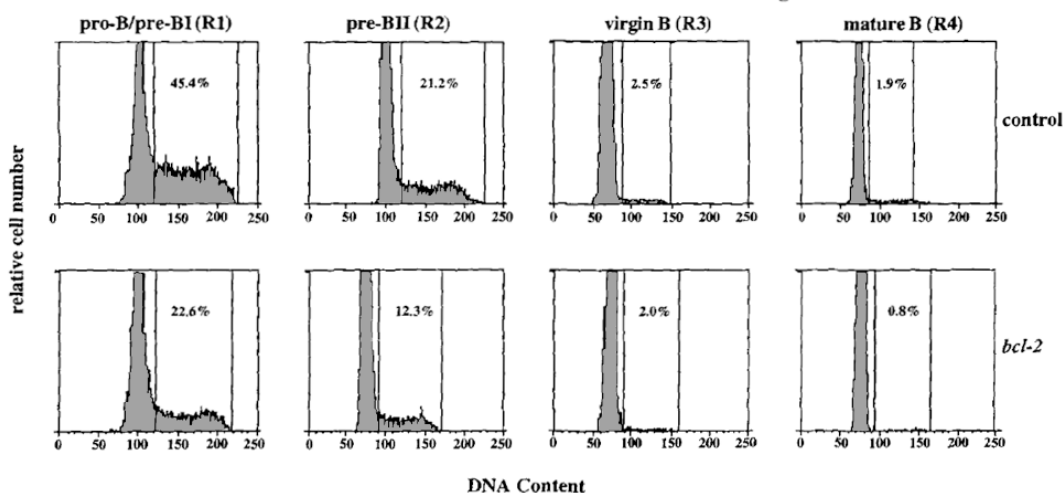 pro-B/pre-BI (R1) pre-BII (R2) virgin B (R3) mature B (R4)
45.4% 21.2% 2.5% 1.9%
control
0 50 100 150 200 250 0 50 100 150 200 250 0 50 100 150 200 250 0 50 100 150 200 250
relative cell number
22.6% 12.3% 2.0% 0.8%
bcl-2
0 50 100 150 200 250 0 50 100 150 200 250 0 50 100 150 200 250 0 50 100 150 200 250
DNA Content